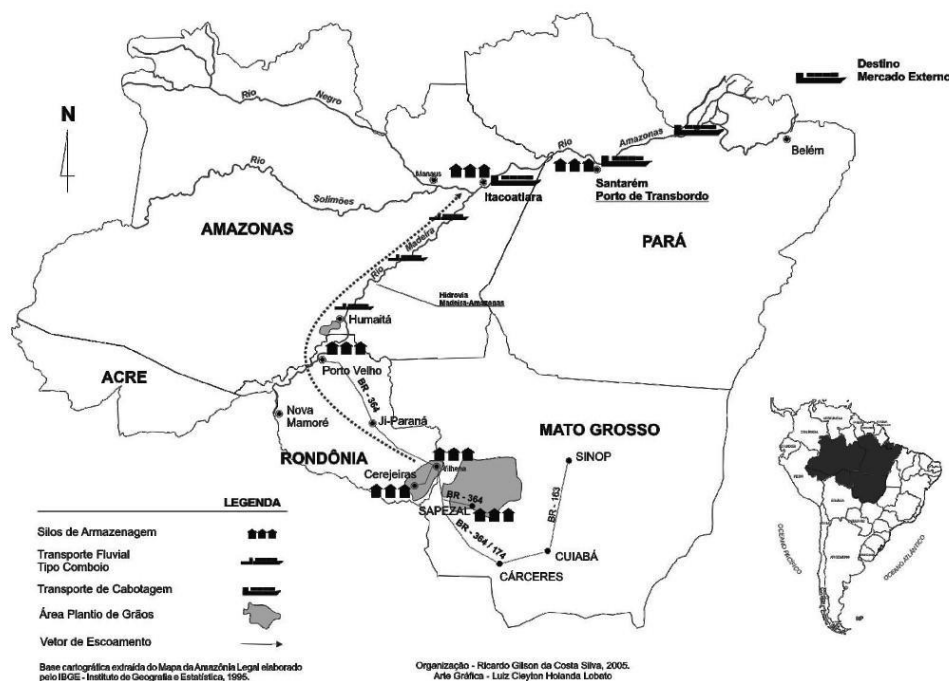 Destino
Mercado Externo
N
Rio
Negro
Rio
Amazonas
Belém
Manaus
Itacoatiara
Santarém
Porto de Transbordo
Rio
Solimões
AMAZONAS
Rio
Madeira
PARÁ
Hidrovia
Madeira-Amazonas
Humaitá
ACRE
Porto Velho
BR - 364
Nova
Mamoré
Ji-Paraná
MATO GROSSO
RONDÔNIA
Vilhena
SINOP
Cerejeiras
BR - 364
SAPEZAL
BR - 163
BR - 364 / 174
CUIABÁ
CÁRCERES
OCEANO PACÍFICO
OCEANO ATLÂNTICO
LEGENDA
Silos de Armazenagem
Transporte Fluvial
Tipo Comboio
Transporte de Cabotagem
Área Plantio de Grãos
Vetor de Escoamento
Base cartográfica extraída do Mapa da Amazônia Legal elaborado
pelo IBGE - Instituto de Geografia e Estatística, 1995.
Organização - Ricardo Gilson da Costa Silva, 2005.
Arte Gráfica - Luiz Cleyton Holanda Lobato